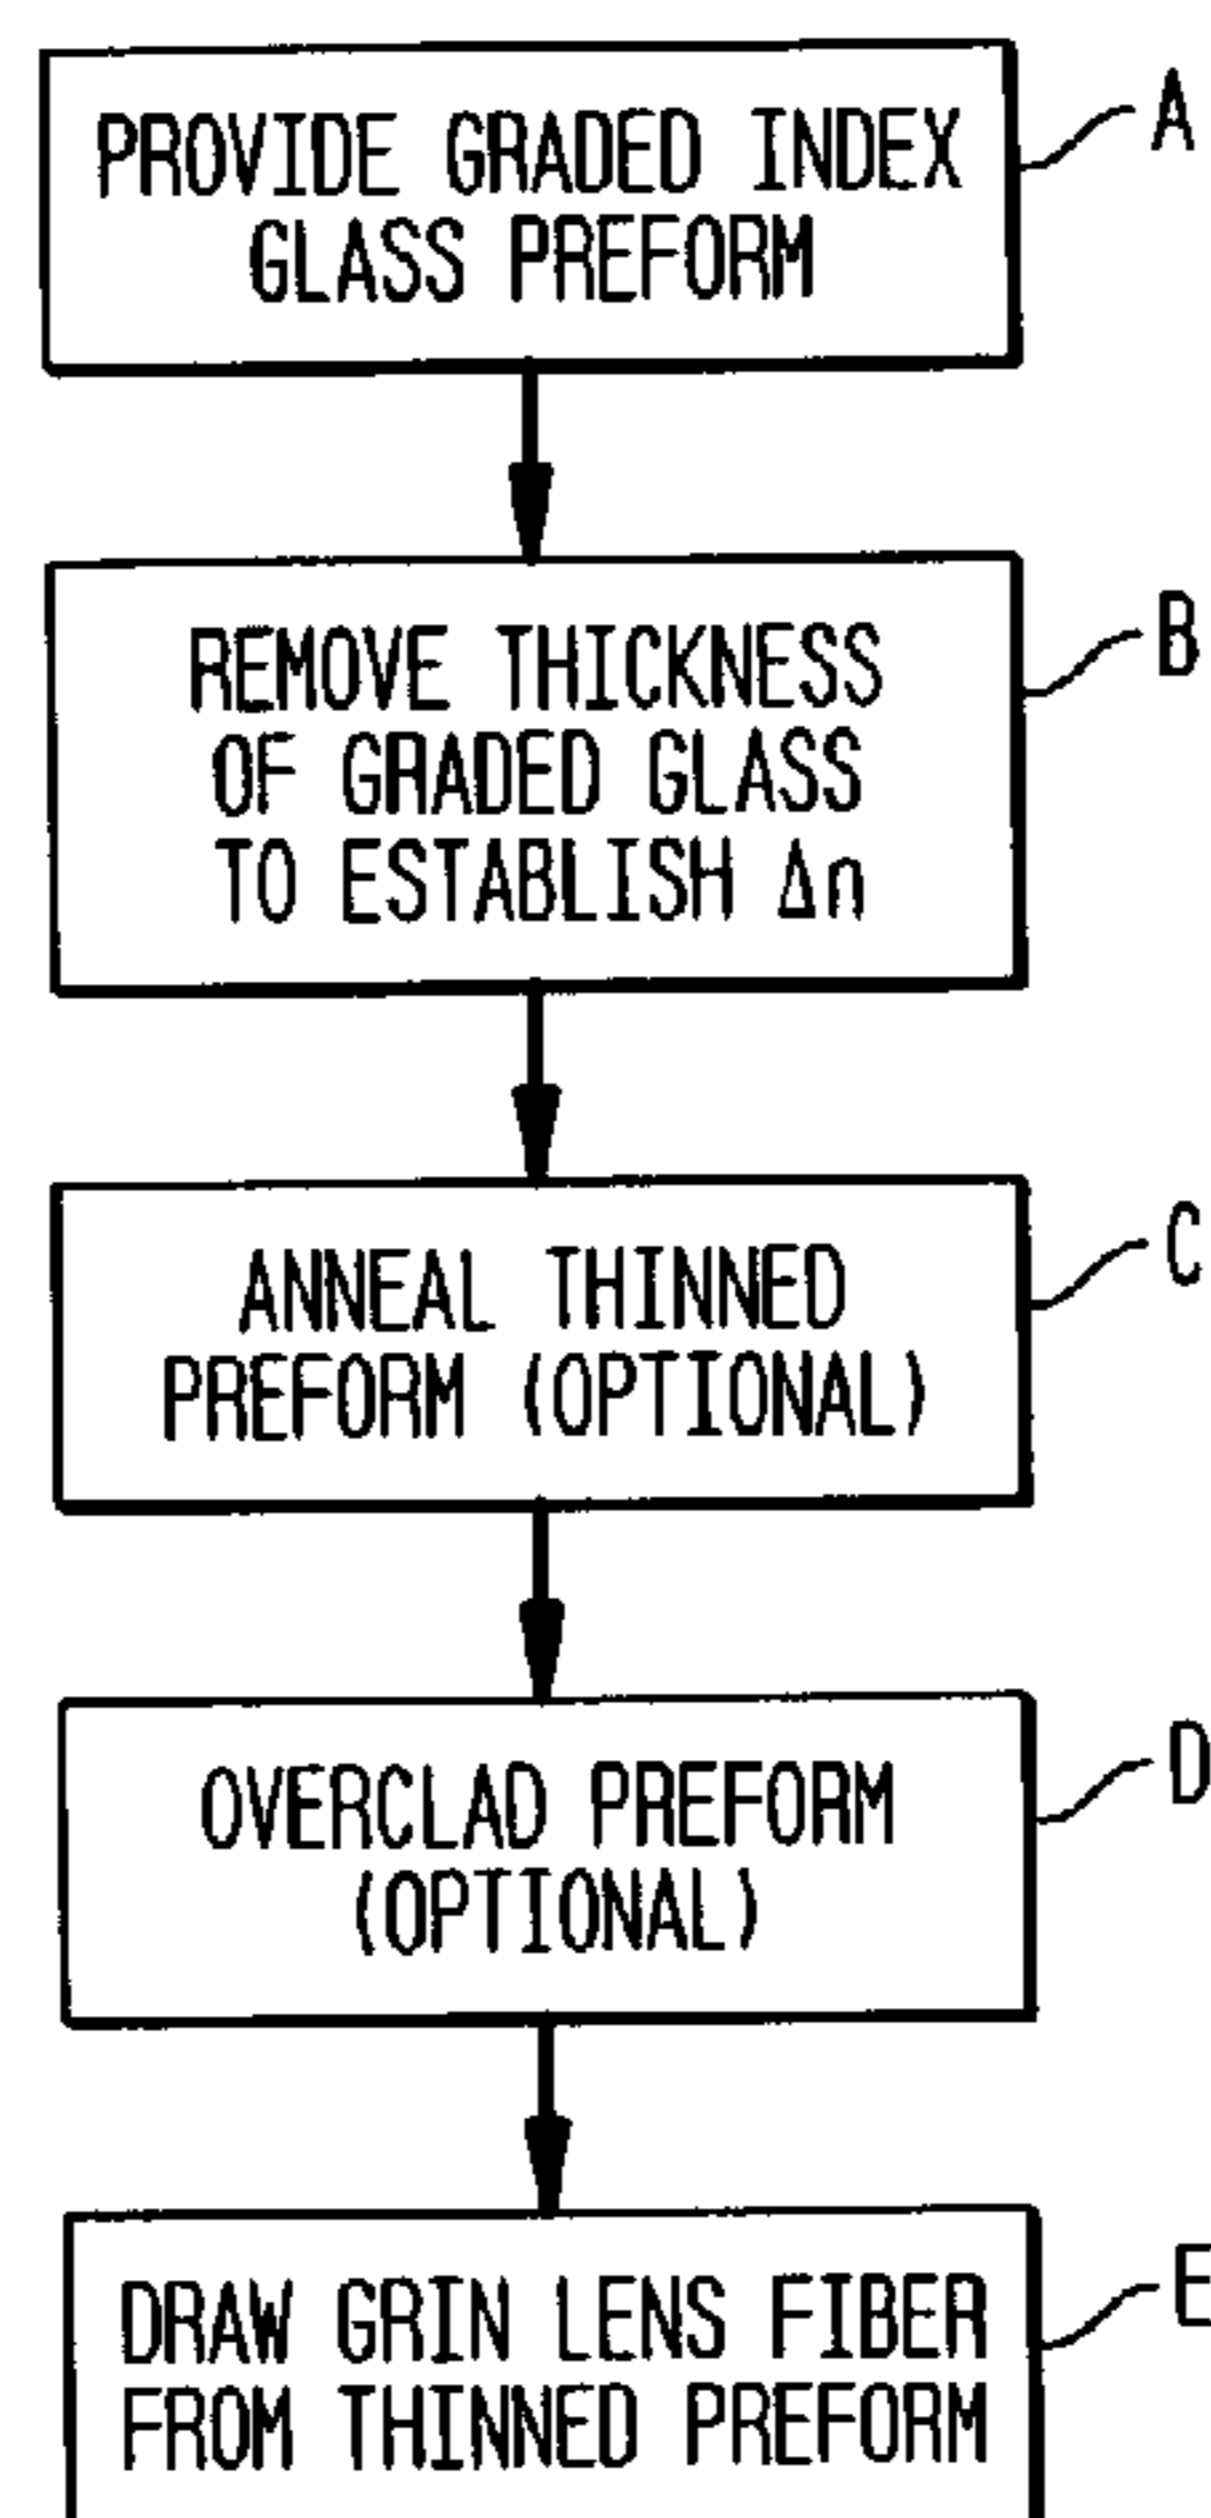 PROVIDE GRADED INDEX
GLASS PREFORM
A
REMOVE THICKNESS
OF GRADED GLASS
TO ESTABLISH Δn
B
ANNEAL THINNED
PREFORM (OPTIONAL)
C
OVERCLAD PREFORM
(OPTIONAL)
D
DRAW GRIN LENS FIBER
FROM THINNED PREFORM
E